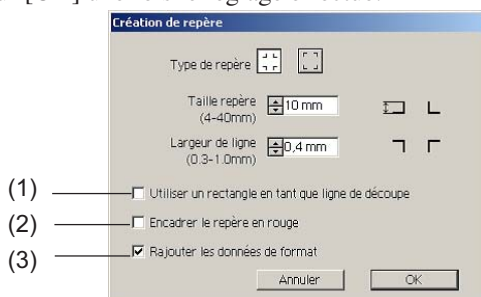 Création de repère
Type de repère
Taille repère
(4-40mm)
10 mm
Largeur de ligne
(0.3-1.0mm)
0,4 mm
(1)
Utiliser un rectangle en tant que ligne de découpe
(2)
Encadrer le repère en rouge
(3)
Rajouter les données de format
Annuler
OK